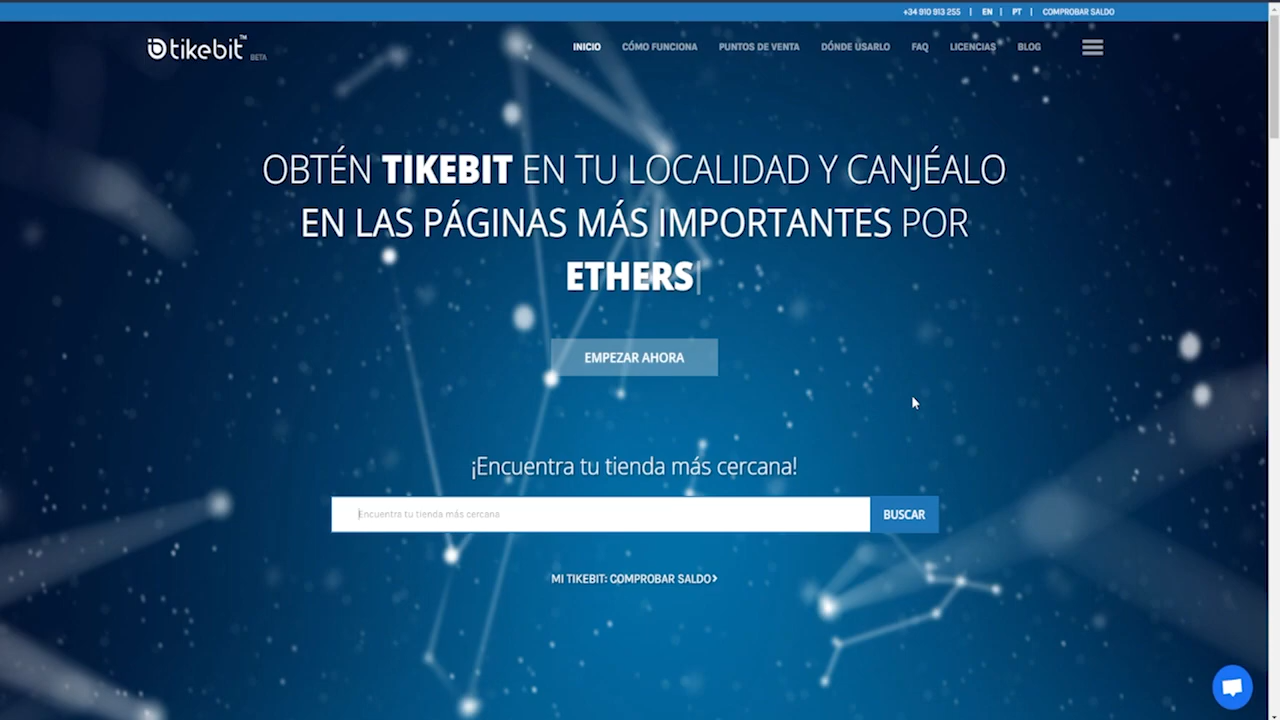 +34 910 913 255 | EN | PT | COMPROBAR SALDO
tikebit™ BETA
INICIO CÓMO FUNCIONA PUNTOS DE VENTA DÓNDE USARLO FAQ LICENCIAS BLOG
OBTÉN TIKEBIT EN TU LOCALIDAD Y CANJÉALO
EN LAS PÁGINAS MÁS IMPORTANTES POR
ETHERS|
EMPEZAR AHORA
¡Encuentra tu tienda más cercana!
Encuentra tu tienda más cercana BUSCAR
MI TIKEBIT: COMPROBAR SALDO>